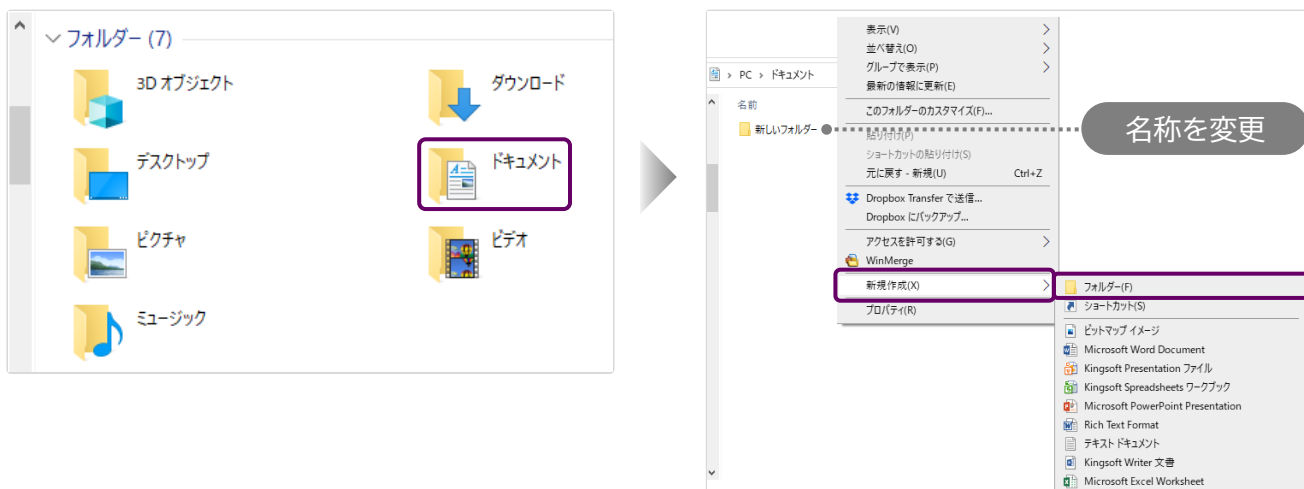 フォルダー (7)
3D オブジェクト
ダウンロード
デスクトップ
ドキュメント
ピクチャ
ビデオ
ミュージック
PC › ドキュメント
名前
新しいフォルダー
表示(V)
並べ替え(O)
グループで表示(P)
最新の情報に更新(E)
このフォルダーのカスタマイズ(F)...
貼り付け(P)
ショートカットの貼り付け(S)
元に戻す - 新規(U) Ctrl+Z
Dropbox Transfer で送信...
Dropbox にバックアップ...
アクセスを許可する(G)
WinMerge
新規作成(X)
プロパティ(R)
名称を変更
フォルダー(F)
ショートカット(S)
ビットマップ イメージ
Microsoft Word Document
Kingsoft Presentation ファイル
Kingsoft Spreadsheets ワークブック
Microsoft PowerPoint Presentation
Rich Text Format
テキスト ドキュメント
Kingsoft Writer 文書
Microsoft Excel Worksheet